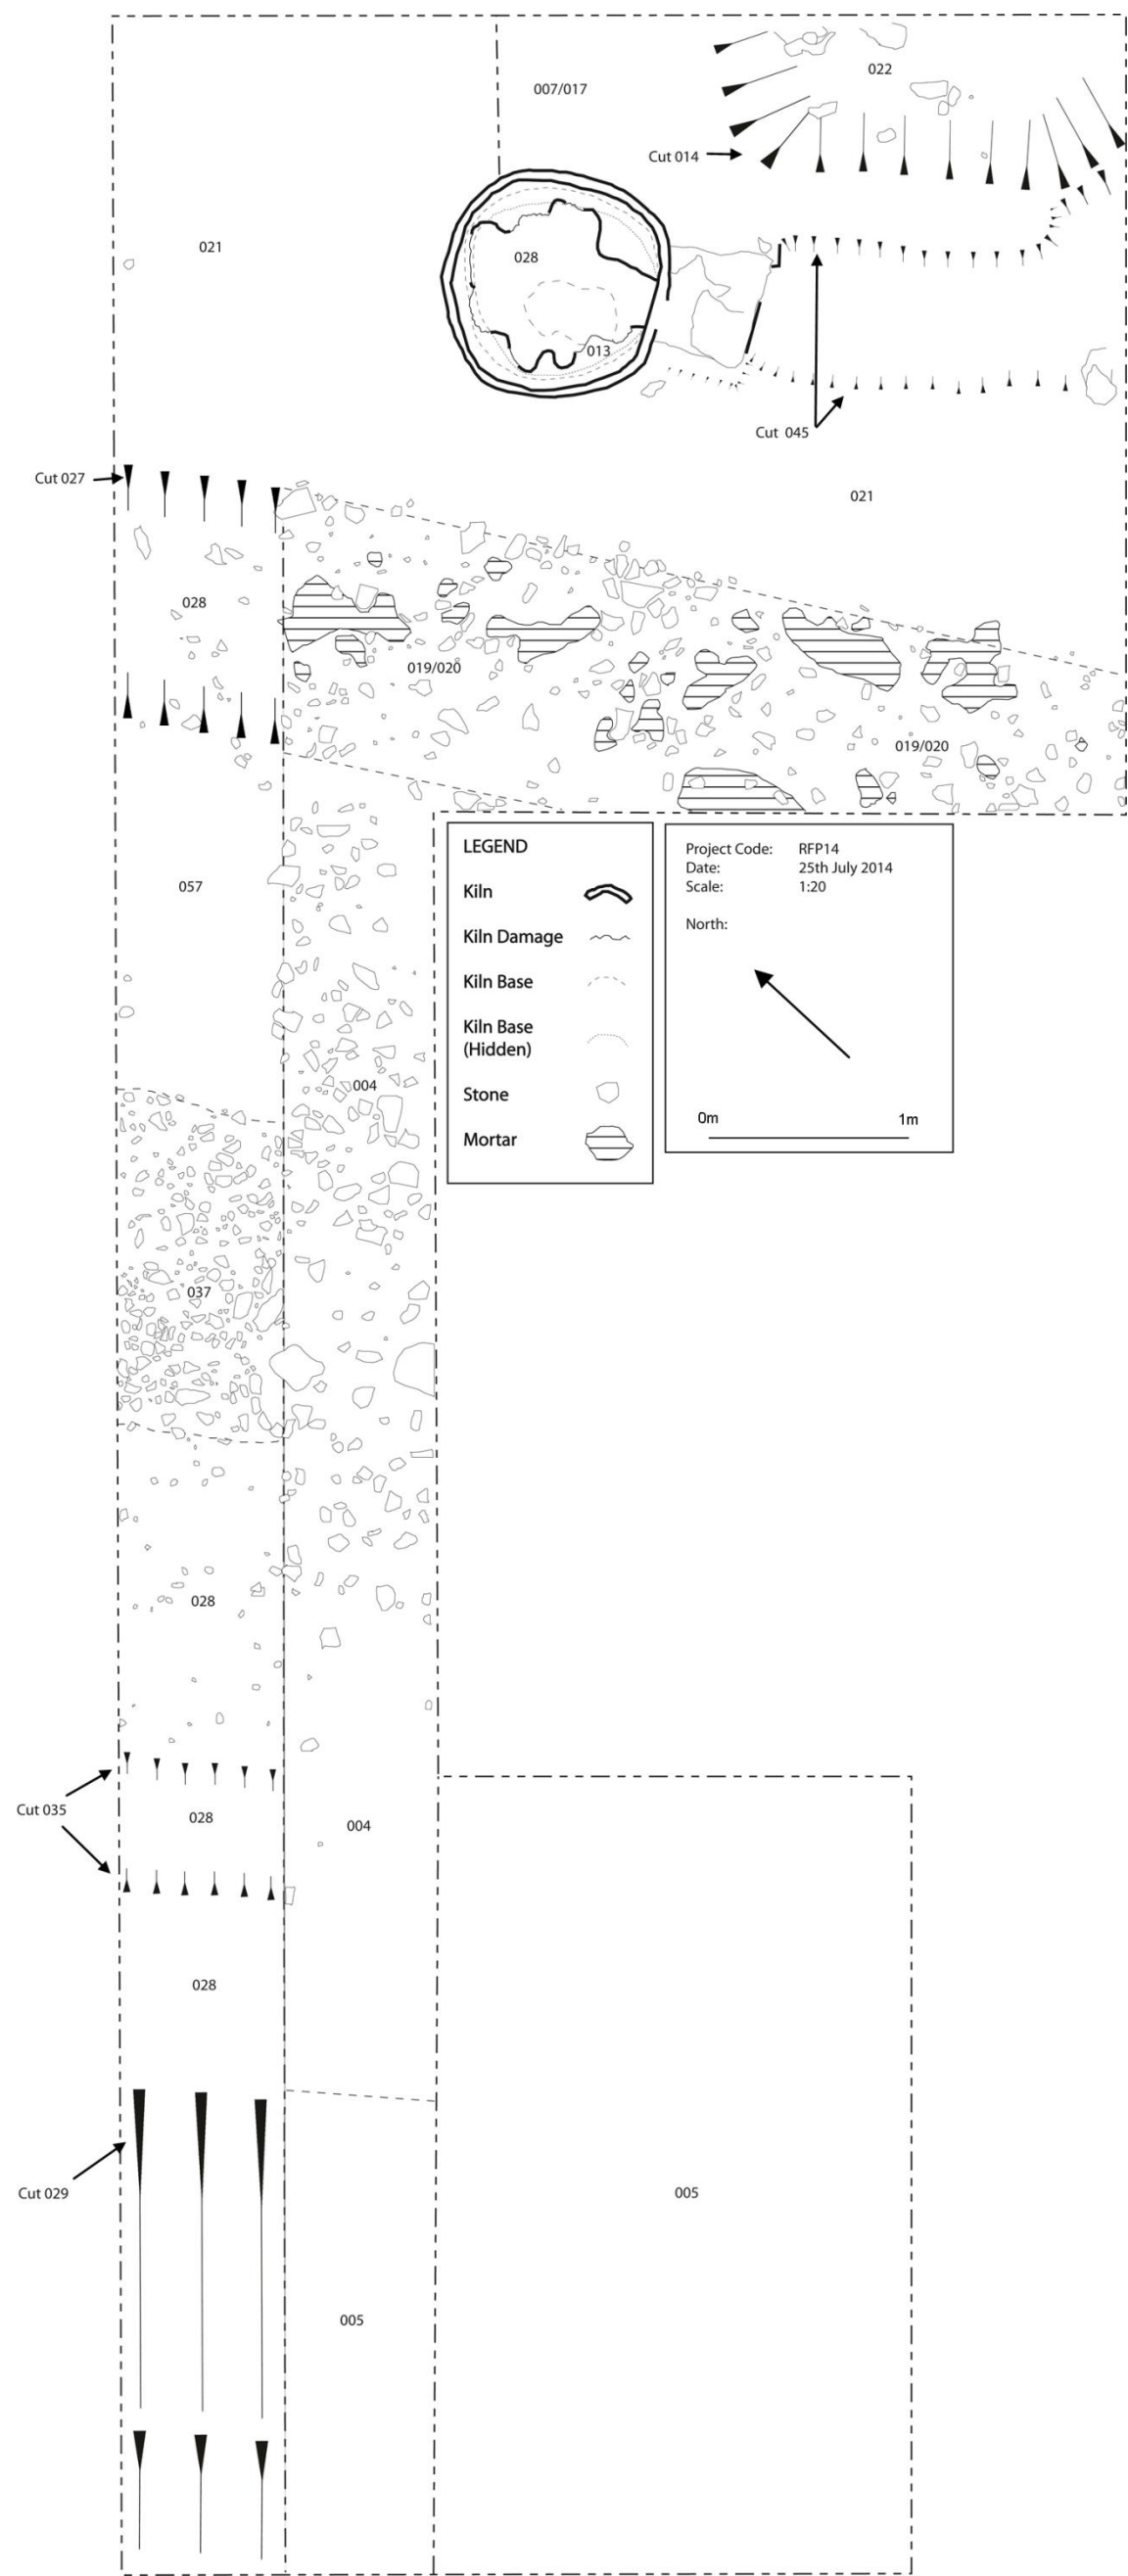 022
007/017
Cut 014
021
028
013
Cut 045
Cut 027
021
028
019/020
019/020
LEGEND
Kiln
Kiln Damage
Kiln Base
Kiln Base
(Hidden)
Stone
Mortar
Project Code: RFP14
Date: 25th July 2014
Scale: 1:20
North:
0m 1m
057
004
037
028
Cut 035
028
004
028
Cut 029
005
005